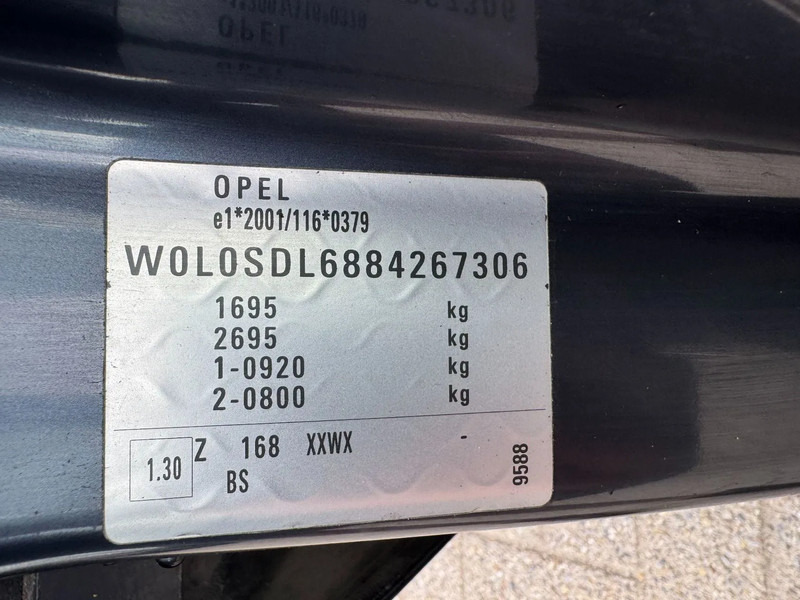 OPEL
e1*2001/116*0379
W0L0SDL6884267306
1695 kg
2695 kg
1-0920 kg
2-0800 kg
1.30 Z 168 XXWX -
BS
9588